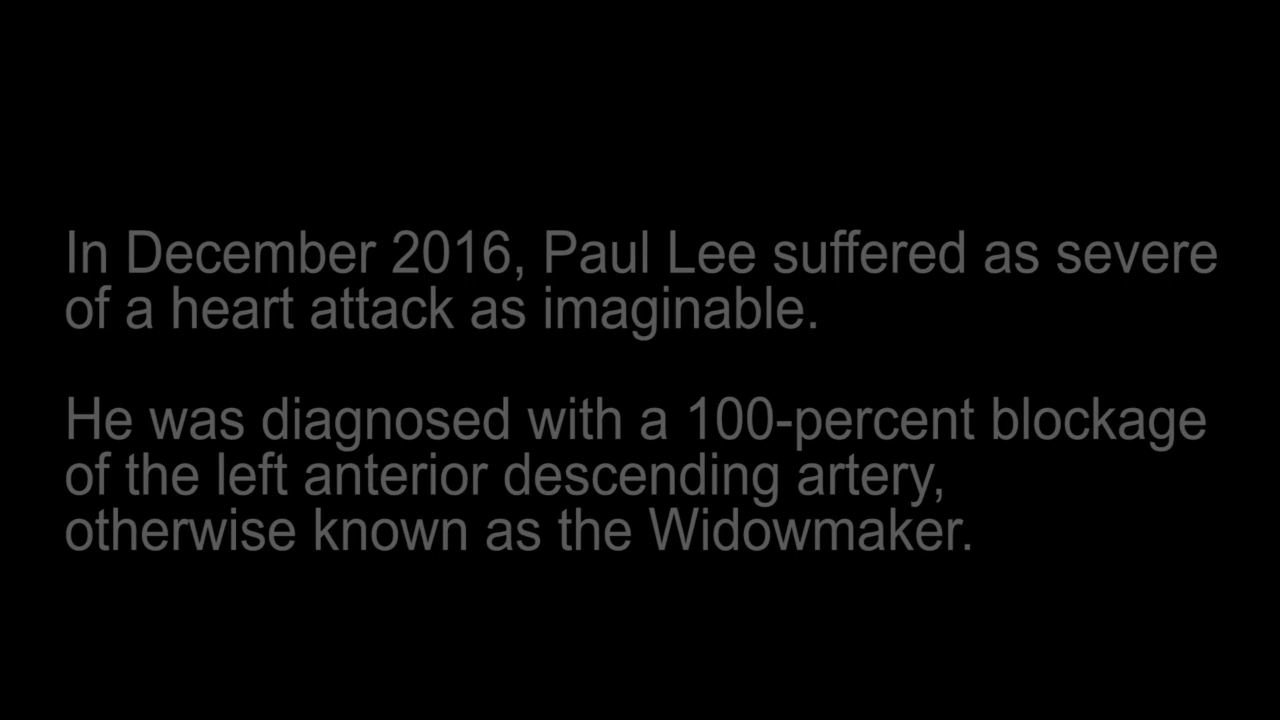 In December 2016, Paul Lee suffered as severe
of a heart attack as imaginable.
He was diagnosed with a 100-percent blockage
of the left anterior descending artery,
otherwise known as the Widowmaker.